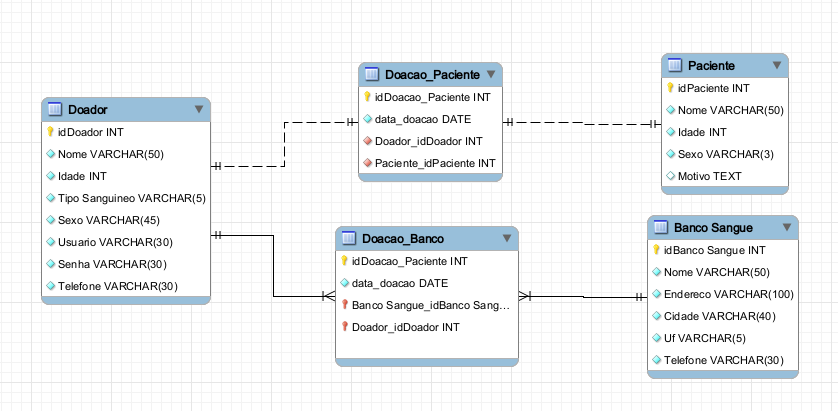 Doador
idDoador INT
Nome VARCHAR(50)
Idade INT
Tipo Sanguineo VARCHAR(5)
Sexo VARCHAR(45)
Usuario VARCHAR(30)
Senha VARCHAR(30)
Telefone VARCHAR(30)
Doacao_Paciente
idDoacao_Paciente INT
data_doacao DATE
Doador_idDoador INT
Paciente_idPaciente INT
Paciente
idPaciente INT
Nome VARCHAR(50)
Idade INT
Sexo VARCHAR(3)
Motivo TEXT
Doacao_Banco
idDoacao_Paciente INT
data_doacao DATE
Banco Sangue_idBanco Sang...
Doador_idDoador INT
Banco Sangue
idBanco Sangue INT
Nome VARCHAR(50)
Endereco VARCHAR(100)
Cidade VARCHAR(40)
Uf VARCHAR(5)
Telefone VARCHAR(30)